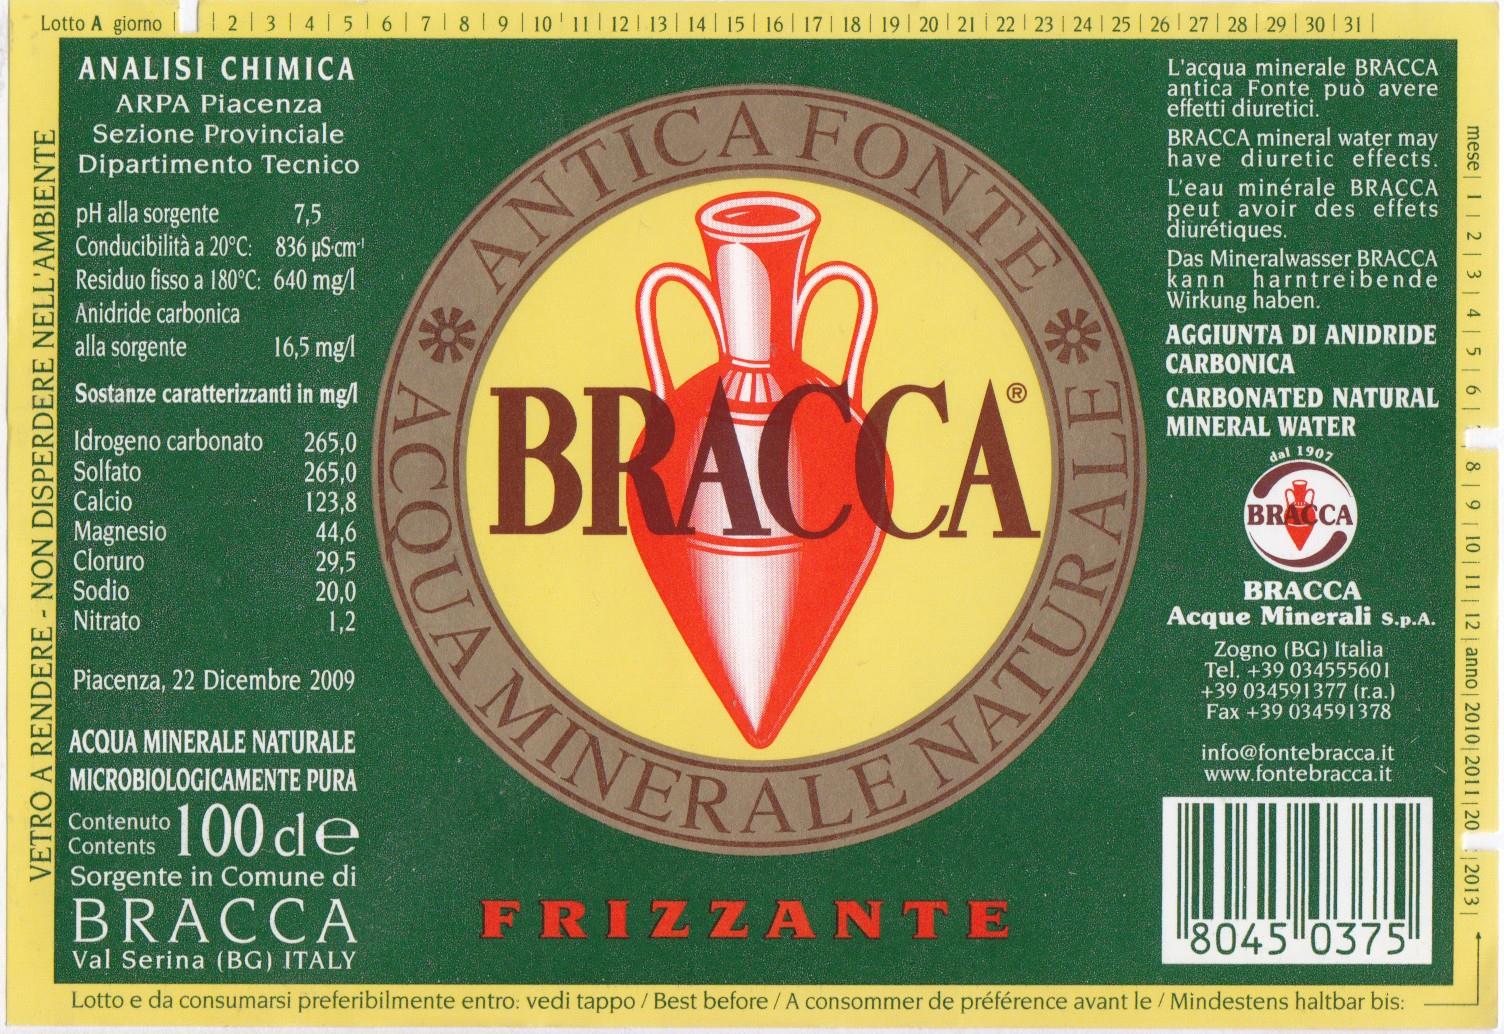 Lotto A giorno | 2 | 3 | 4 | 5 | 6 | 7 | 8 | 9 | 10 | 11 | 12 | 13 | 14 | 15 | 16 | 17 | 18 | 19 | 20 | 21 | 22 | 23 | 24 | 25 | 26 | 27 | 28 | 29 | 30 | 31 |
VETRO A RENDERE - NON DISPERDERE NELL'AMBIENTE
ANALISI CHIMICA
ARPA Piacenza
Sezione Provinciale
Dipartimento Tecnico
pH alla sorgente 7,5
Conducibilità a 20°C: 836 µS·cm⁻¹
Residuo fisso a 180°C: 640 mg/l
Anidride carbonica
alla sorgente 16,5 mg/l
Sostanze caratterizzanti in mg/l
Idrogeno carbonato 265,0
Solfato 265,0
Calcio 123,8
Magnesio 44,6
Cloruro 29,5
Sodio 20,0
Nitrato 1,2
Piacenza, 22 Dicembre 2009
ACQUA MINERALE NATURALE
MICROBIOLOGICAMENTE PURA
Contenuto
Contents
100 cl e
Sorgente in Comune di
BRACCA
Val Serina (BG) ITALY
ANTICA FONTE
BRACCA®
ACQUA MINERALE NATURALE
FRIZZANTE
L'acqua minerale BRACCA
antica Fonte può avere
effetti diuretici.
BRACCA mineral water may
have diuretic effects.
L'eau minérale BRACCA
peut avoir des effets
diurétiques.
Das Mineralwasser BRACCA
kann harntreibende
Wirkung haben.
AGGIUNTA DI ANIDRIDE
CARBONICA
CARBONATED NATURAL
MINERAL WATER
dal 1907
BRACCA
BRACCA
Acque Minerali S.p.A.
Zogno (BG) Italia
Tel. +39 034555601
+39 034591377 (r.a.)
Fax +39 034591378
info@fontebracca.it
www.fontebracca.it
8045 0375
mese | 1 | 2 | 3 | 4 | 5 | 6 | 8 | 9 | 10 | 11 | 12 | anno | 2010 | 2011 | 20 | 2013 |
Lotto e da consumarsi preferibilmente entro: vedi tappo / Best before / A consommer de préférence avant le / Mindestens haltbar bis: